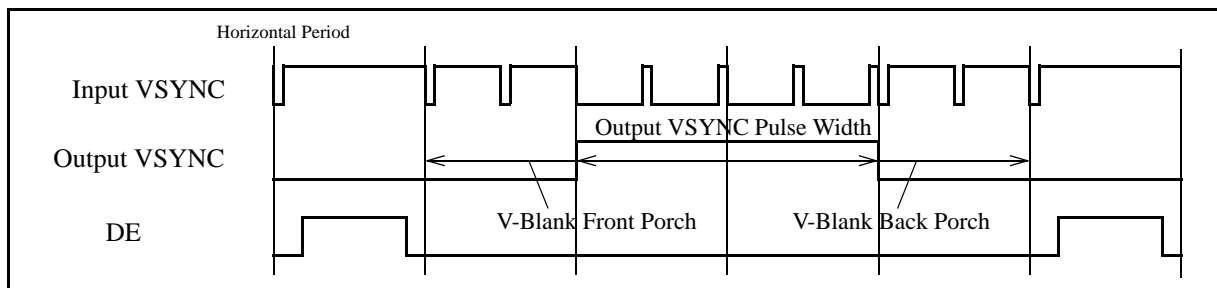 Horizontal Period
Input VSYNC
Output VSYNC Pulse Width
Output VSYNC
V-Blank Front Porch
V-Blank Back Porch
DE